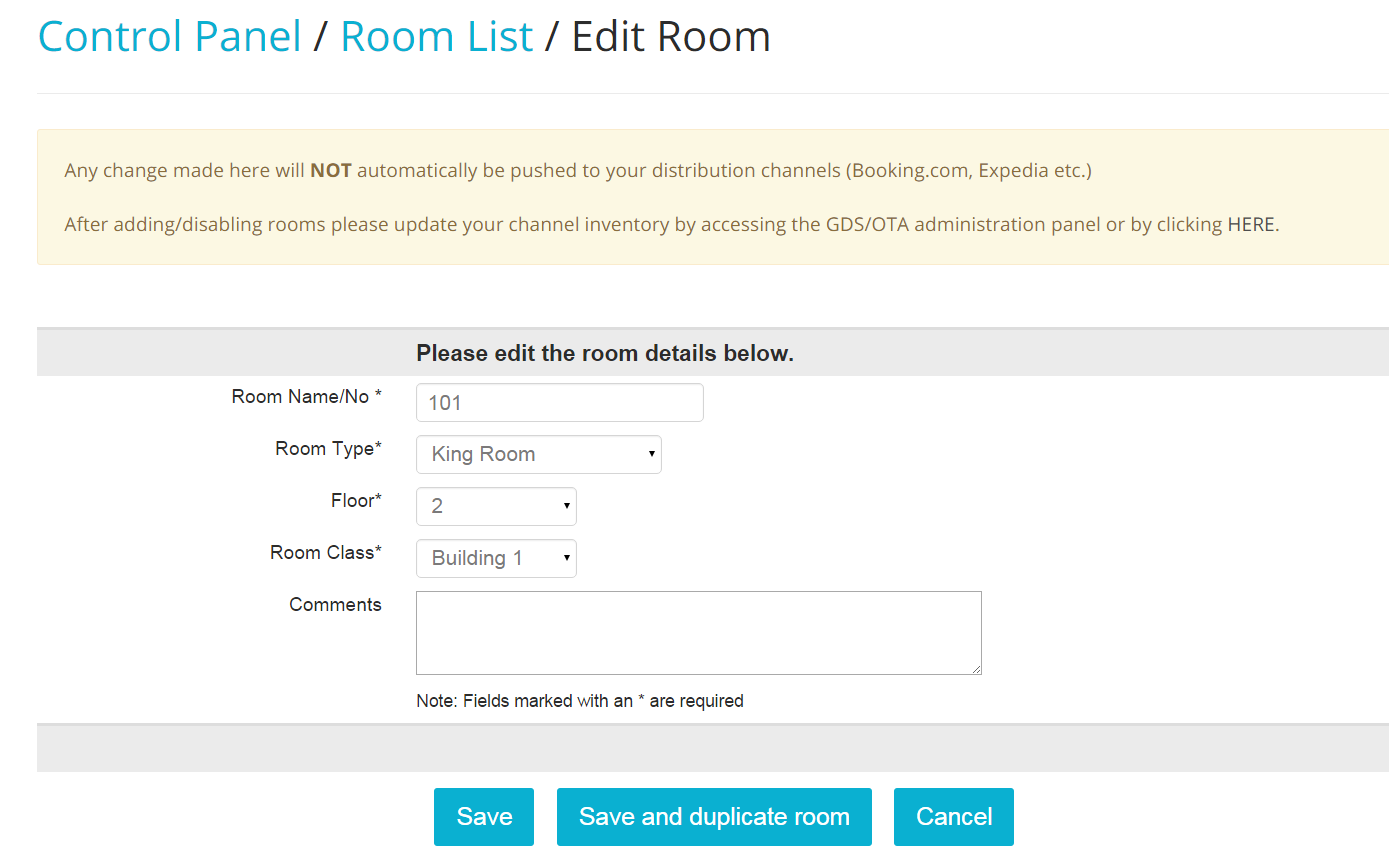 Control Panel / Room List / Edit Room
Any change made here will NOT automatically be pushed to your distribution channels (Booking.com, Expedia etc.)
After adding/disabling rooms please update your channel inventory by accessing the GDS/OTA administration panel or by clicking HERE.
Please edit the room details below.
Room Name/No * 101
Room Type* King Room
Floor* 2
Room Class* Building 1
Comments
Note: Fields marked with an * are required
Save Save and duplicate room Cancel